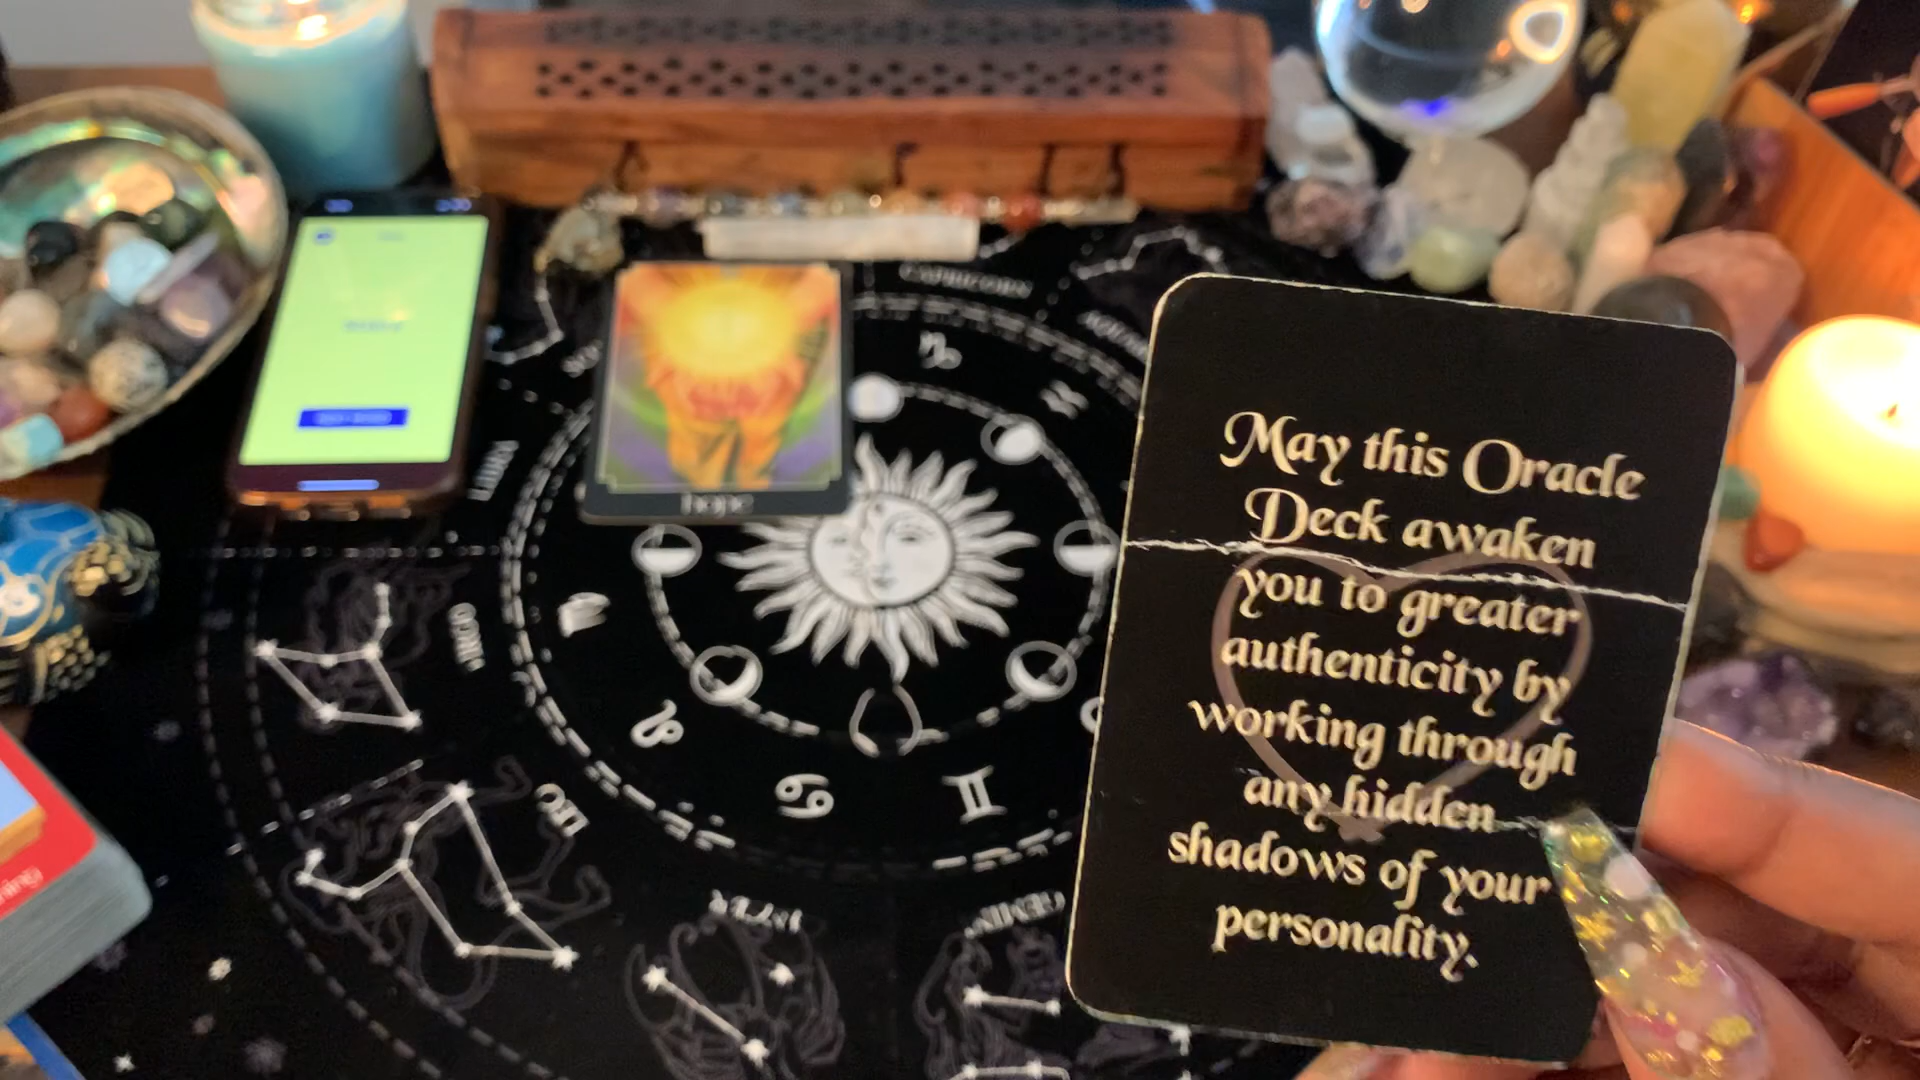 CAPRICORN
hope
May this Oracle
Deck awaken
you to greater
authenticity by
working through
any hidden
shadows of your
personality.
VIRGO
LEO
GEMINI